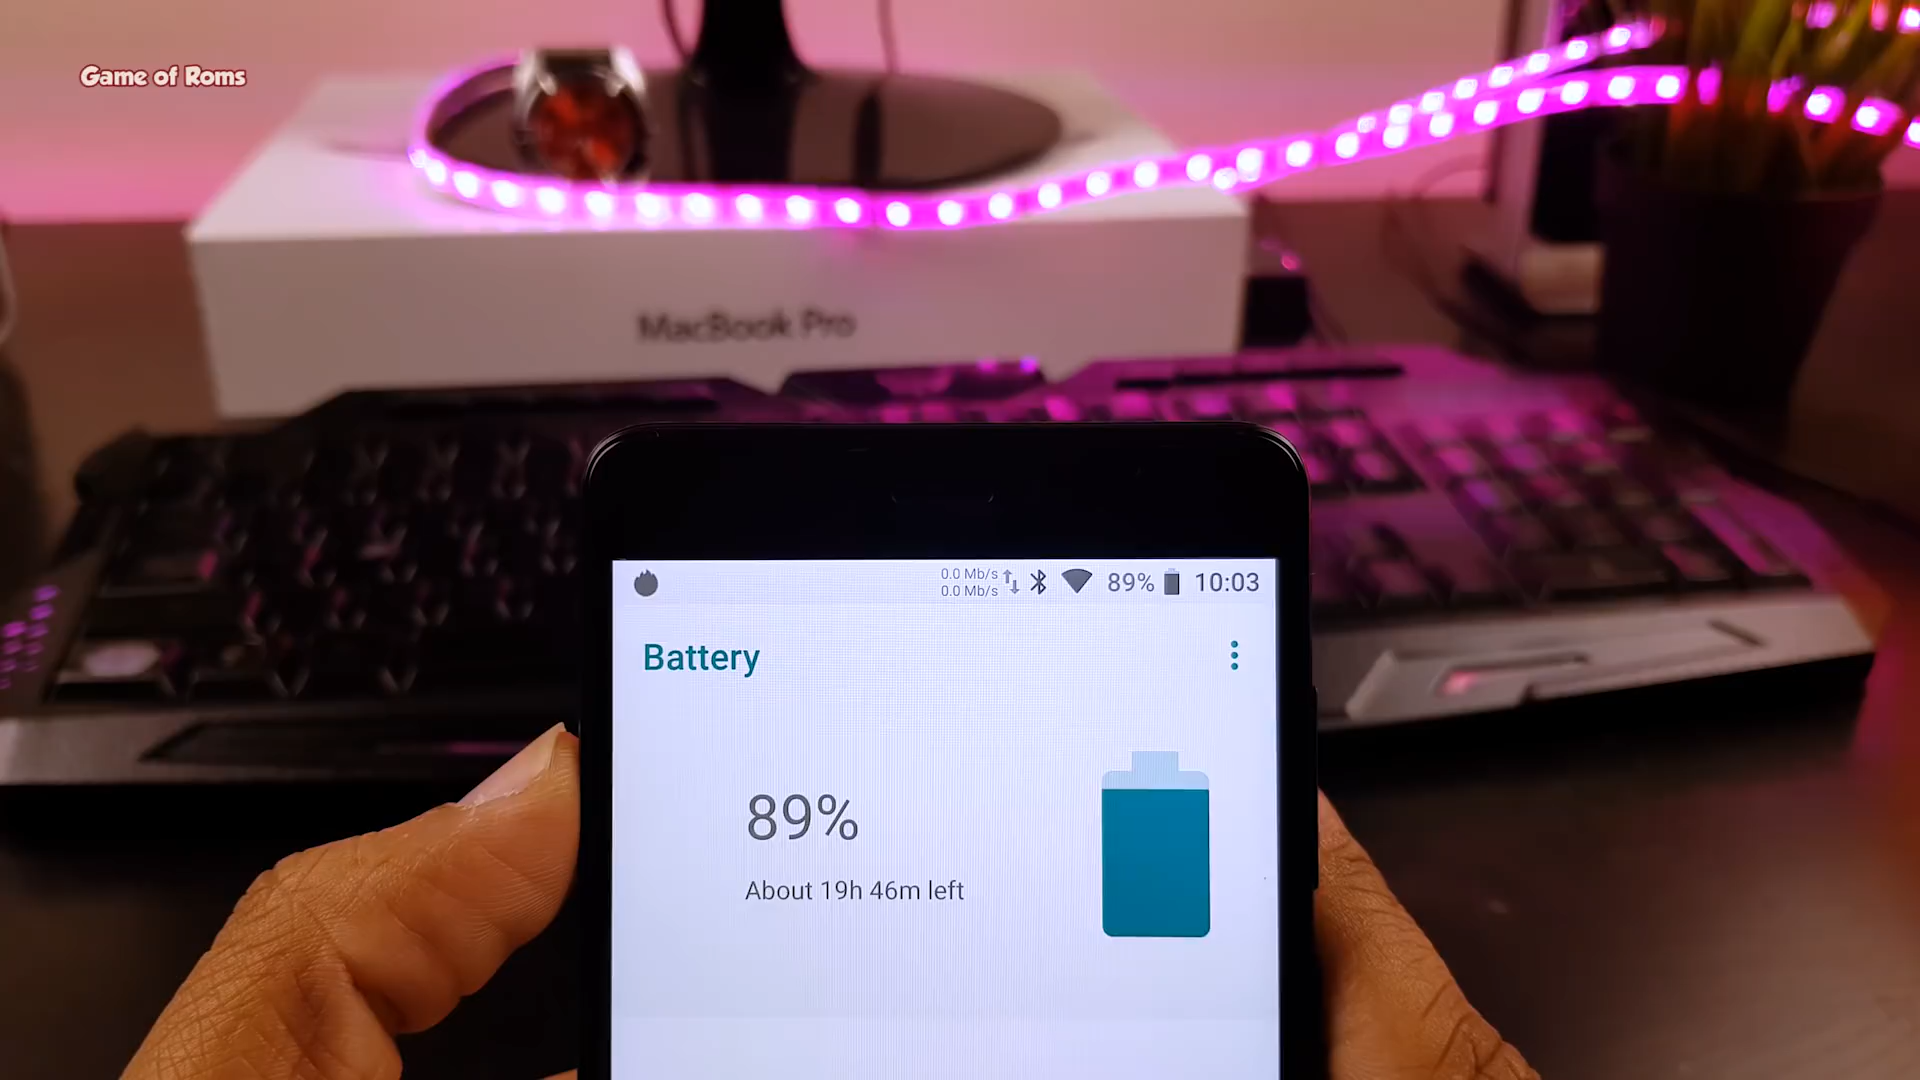 Game of Roms
MacBook Pro
0.0 Mb/s
0.0 Mb/s
89%
10:03
Battery
89%
About 19h 46m left